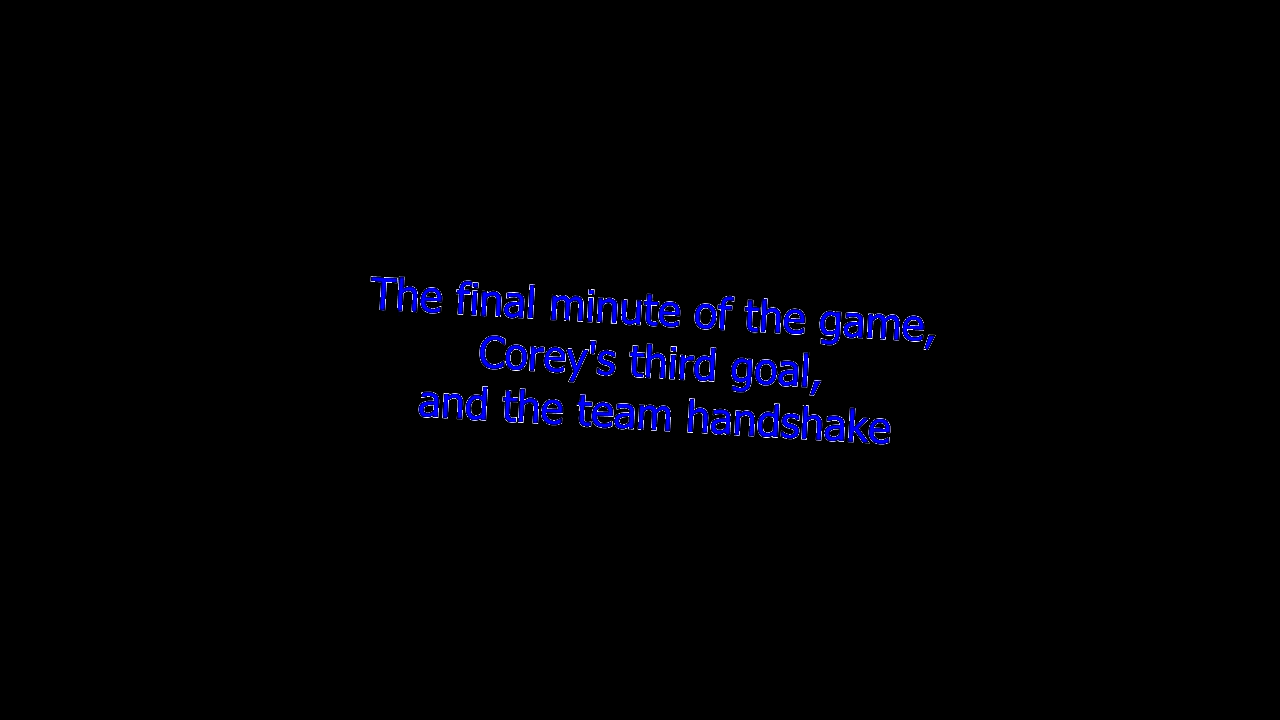 The final minute of the game,
Corey's third goal,
and the team handshake